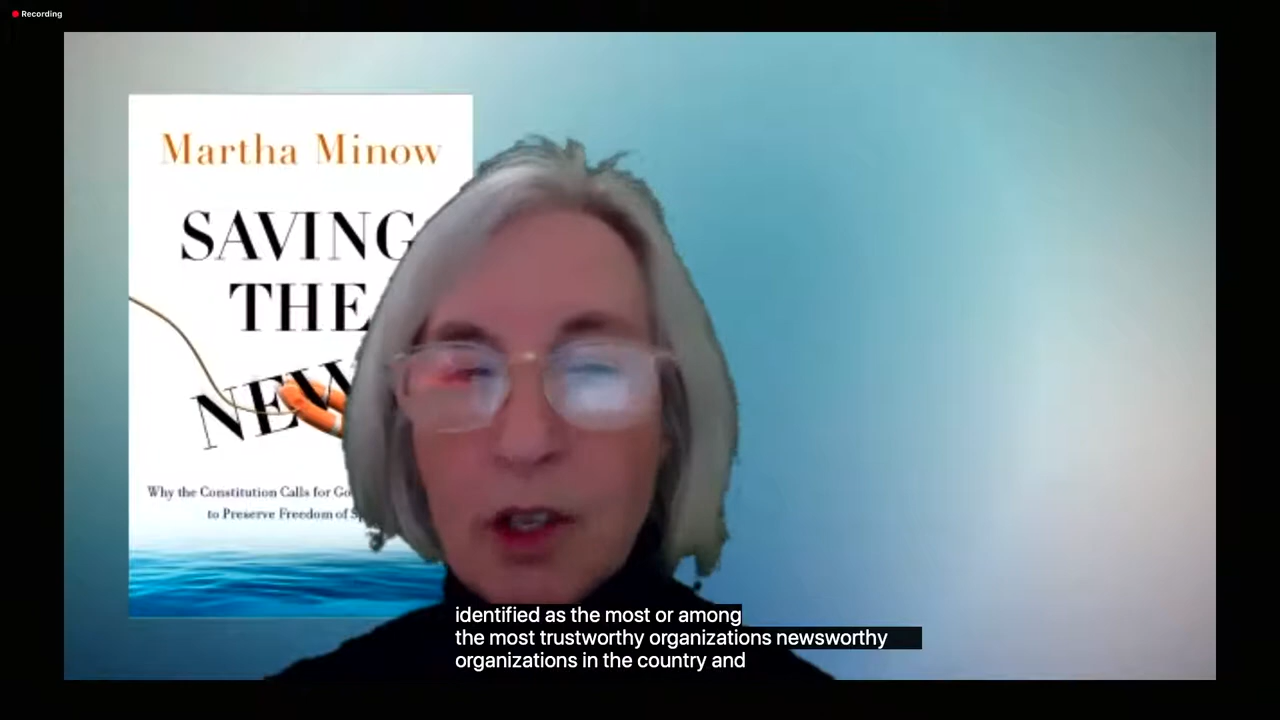 Recording
Martha Minow
SAVING
THE
NEW
Why the Constitution Calls for Go
to Preserve Freedom of S
identified as the most or among
the most trustworthy organizations newsworthy
organizations in the country and